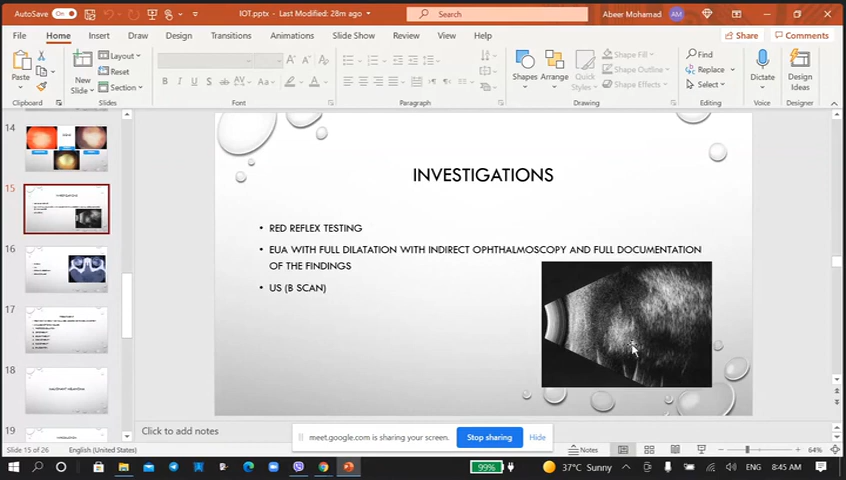 AutoSave On IOT.pptx - Last Modified: 28m ago Search Abeer Mohamad AM
File Home Insert Draw Design Transitions Animations Slide Show Review View Help Share Comments
Paste New Slide Layout Reset Section B I U S AV Aa A Shapes Arrange Quick Styles Shape Fill Shape Outline Shape Effects Find Replace Select Dictate Design Ideas
Clipboard Slides Font Paragraph Drawing Editing Voice Designer
14
15
16
17
18
19
INVESTIGATIONS
• RED REFLEX TESTING
• EUA WITH FULL DILATATION WITH INDIRECT OPHTHALMOSCOPY AND FULL DOCUMENTATION
OF THE FINDINGS
• US (B SCAN)
Click to add notes
meet.google.com is sharing your screen. Stop sharing Hide
Slide 15 of 26 English (United States) Notes 64%
99% 37°C Sunny ENG 8:45 AM